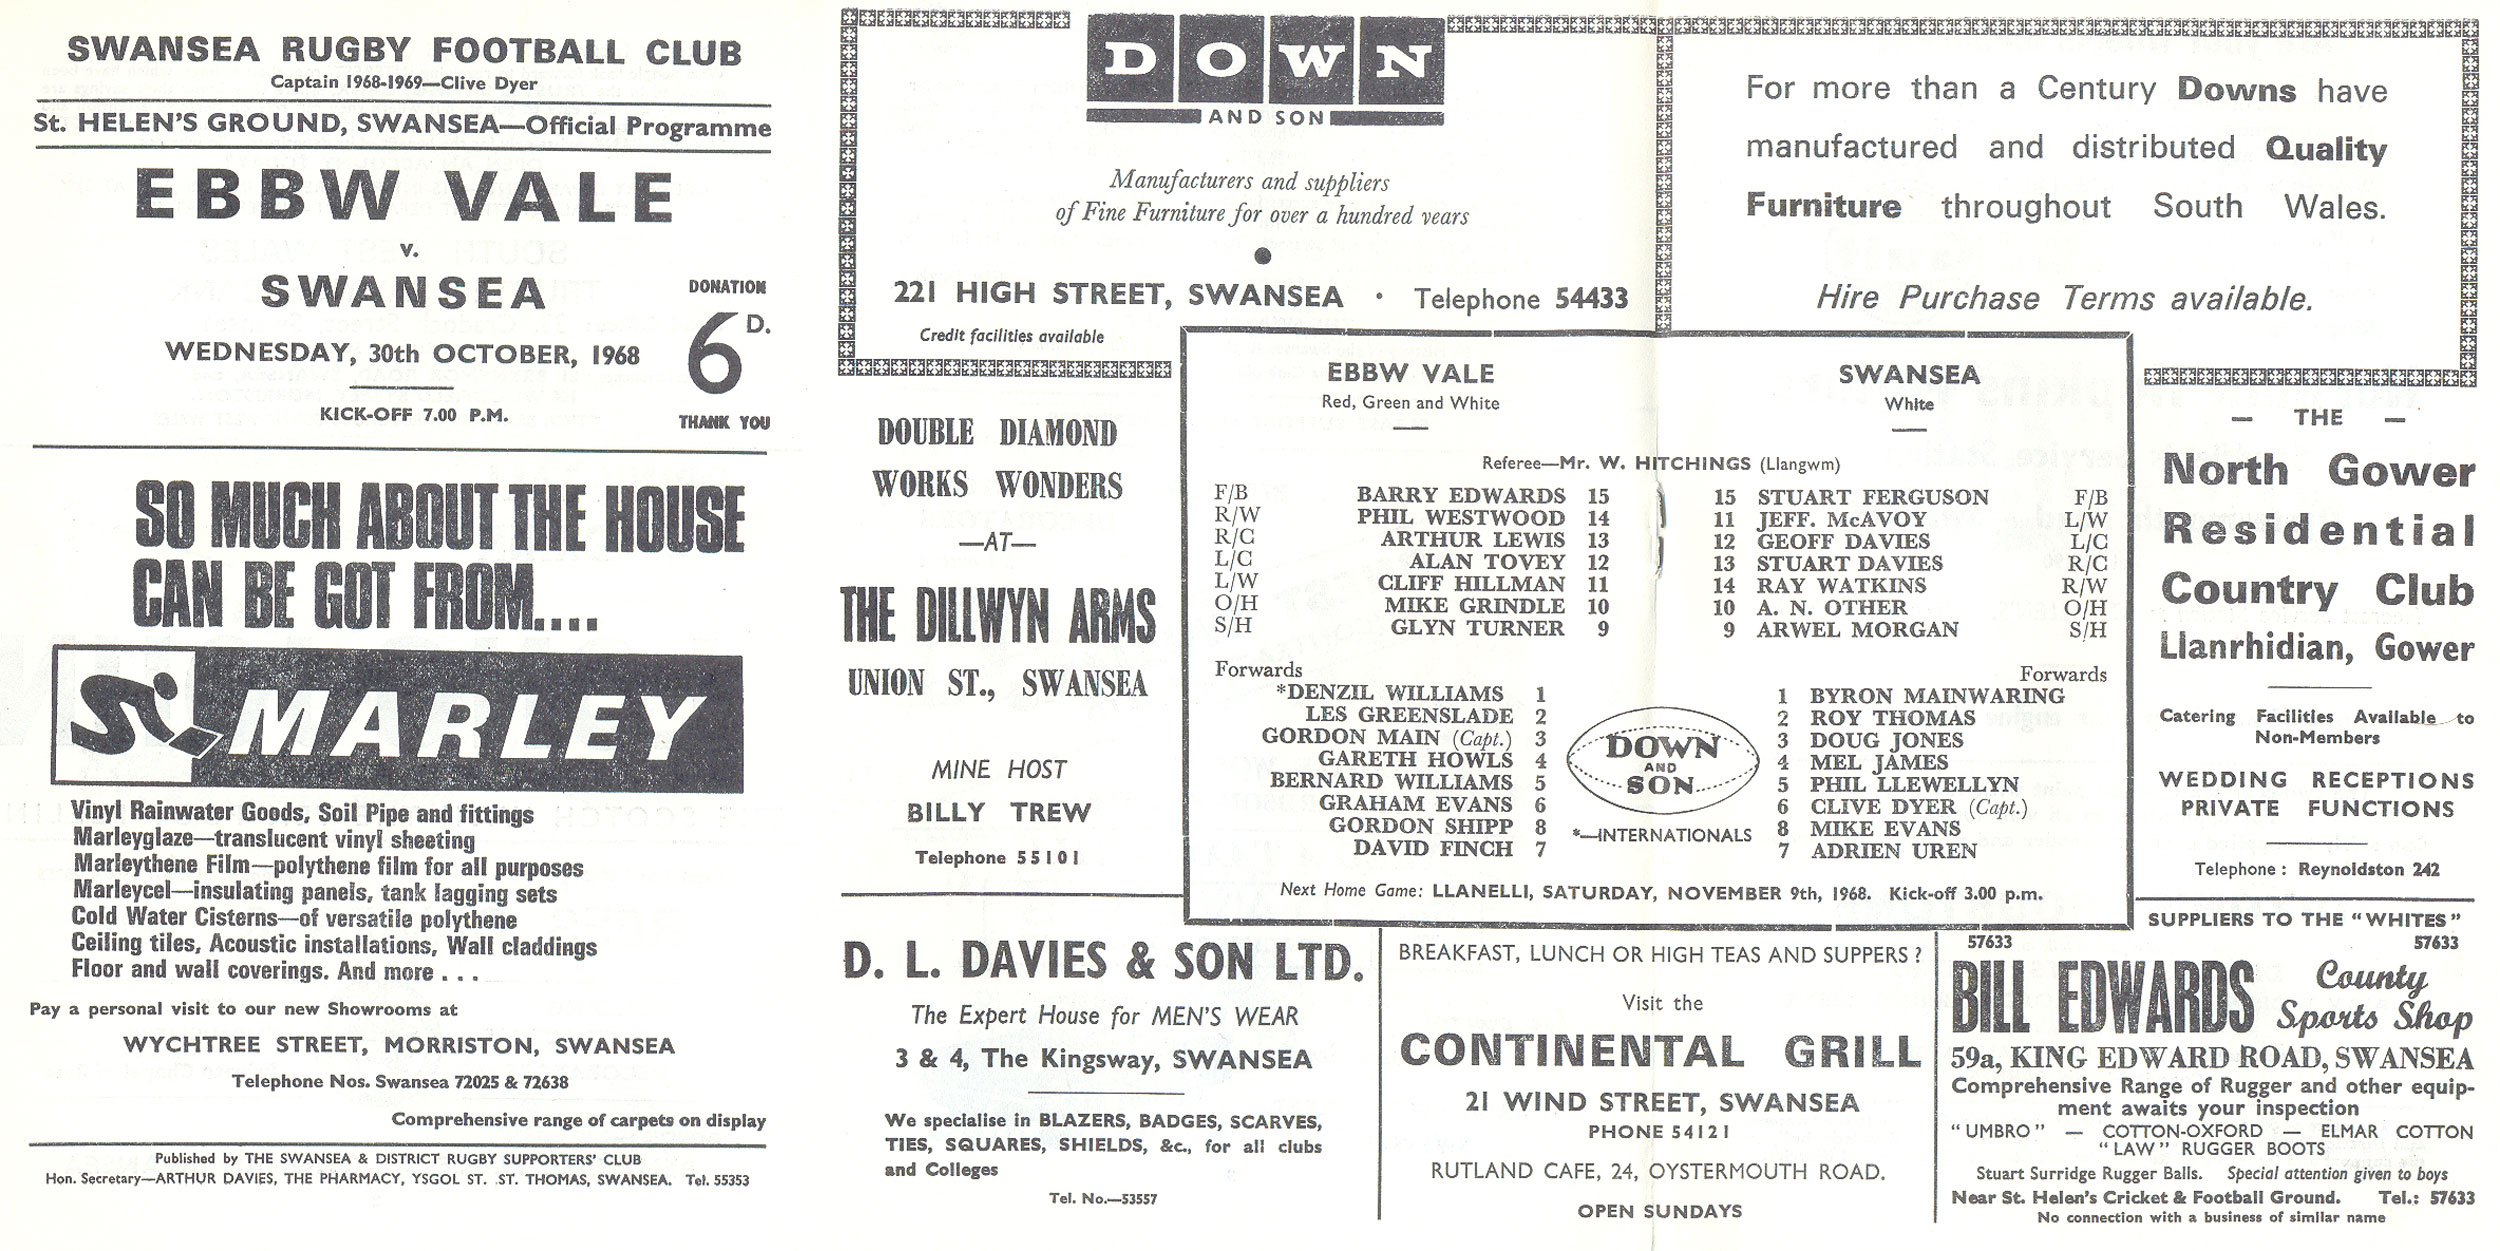 SWANSEA RUGBY FOOTBALL CLUB
Captain 1968-1969—Clive Dyer
St. HELEN'S GROUND, SWANSEA—Official Programme
EBBW VALE
v.
SWANSEA
WEDNESDAY, 30th OCTOBER, 1968
KICK-OFF 7.00 P.M.
DONATION
6D.
THANK YOU
SO MUCH ABOUT THE HOUSE
CAN BE GOT FROM....
MARLEY
Vinyl Rainwater Goods, Soil Pipe and fittings
Marleyglaze—translucent vinyl sheeting
Marleythene Film—polythene film for all purposes
Marleycel—insulating panels, tank lagging sets
Cold Water Cisterns—of versatile polythene
Ceiling tiles, Acoustic installations, Wall claddings
Floor and wall coverings. And more . . .
Pay a personal visit to our new Showrooms at
WYCHTREE STREET, MORRISTON, SWANSEA
Telephone Nos. Swansea 72025 & 72638
Comprehensive range of carpets on display
Published by THE SWANSEA & DISTRICT RUGBY SUPPORTERS' CLUB
Hon. Secretary—ARTHUR DAVIES, THE PHARMACY, YSGOL ST. ST. THOMAS, SWANSEA. Tel. 55353
DOWN
AND SON
Manufacturers and suppliers
of Fine Furniture for over a hundred years
221 HIGH STREET, SWANSEA · Telephone 54433
Credit facilities available
For more than a Century Downs have
manufactured and distributed Quality
Furniture throughout South Wales.
Hire Purchase Terms available.
DOUBLE DIAMOND
WORKS WONDERS
—AT—
THE DILLWYN ARMS
UNION ST., SWANSEA
MINE HOST
BILLY TREW
Telephone 55101
EBBW VALE
Red, Green and White
SWANSEA
White
Referee—Mr. W. HITCHINGS (Llangwm)
F/B BARRY EDWARDS 15 15 STUART FERGUSON F/B
R/W PHIL WESTWOOD 14 11 JEFF. McAVOY L/W
R/C ARTHUR LEWIS 13 12 GEOFF DAVIES L/C
L/C ALAN TOVEY 12 13 STUART DAVIES R/C
L/W CLIFF HILLMAN 11 14 RAY WATKINS R/W
O/H MIKE GRINDLE 10 10 A. N. OTHER O/H
S/H GLYN TURNER 9 9 ARWEL MORGAN S/H
Forwards Forwards
*DENZIL WILLIAMS 1 1 BYRON MAINWARING
LES GREENSLADE 2 2 ROY THOMAS
GORDON MAIN (Capt.) 3 3 DOUG JONES
GARETH HOWLS 4 4 MEL JAMES
BERNARD WILLIAMS 5 5 PHIL LLEWELLYN
GRAHAM EVANS 6 6 CLIVE DYER (Capt.)
GORDON SHIPP 8 8 MIKE EVANS
DAVID FINCH 7 7 ADRIEN UREN
DOWN
AND
SON
*—INTERNATIONALS
Next Home Game: LLANELLI, SATURDAY, NOVEMBER 9th, 1968. Kick-off 3.00 p.m.
— THE —
North Gower
Residential
Country Club
Llanrhidian, Gower
Catering Facilities Available to
Non-Members
WEDDING RECEPTIONS
PRIVATE FUNCTIONS
Telephone : Reynoldston 242
D. L. DAVIES & SON LTD.
The Expert House for MEN'S WEAR
3 & 4, The Kingsway, SWANSEA
We specialise in BLAZERS, BADGES, SCARVES,
TIES, SQUARES, SHIELDS, &c., for all clubs
and Colleges
Tel. No.—53557
BREAKFAST, LUNCH OR HIGH TEAS AND SUPPERS ?
Visit the
CONTINENTAL GRILL
21 WIND STREET, SWANSEA
PHONE 54121
RUTLAND CAFE, 24, OYSTERMOUTH ROAD.
OPEN SUNDAYS
SUPPLIERS TO THE "WHITES"
57633 57633
BILL EDWARDS County
Sports Shop
59a, KING EDWARD ROAD, SWANSEA
Comprehensive Range of Rugger and other equip-
ment awaits your inspection
"UMBRO" — COTTON-OXFORD — ELMAR COTTON
"LAW" RUGGER BOOTS
Stuart Surridge Rugger Balls. Special attention given to boys
Near St. Helen's Cricket & Football Ground. Tel.: 57633
No connection with a business of similar name